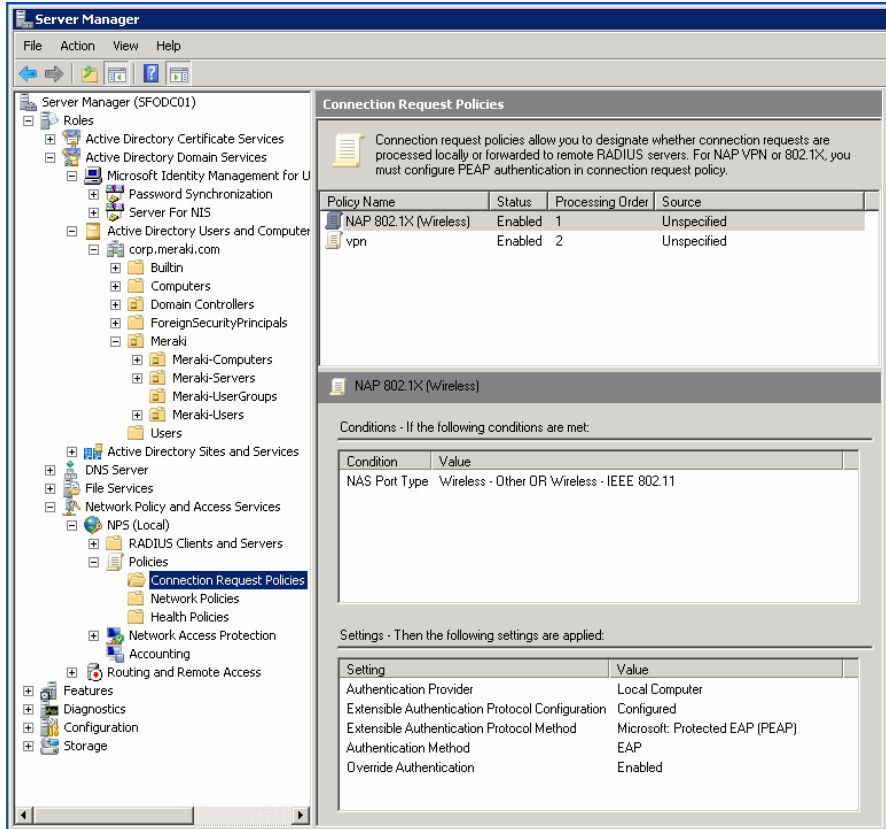 Server Manager
File Action View Help
Server Manager (SFODC01)
Roles
Active Directory Certificate Services
Active Directory Domain Services
Microsoft Identity Management for U
Password Synchronization
Server For NIS
Active Directory Users and Computer
corp.meraki.com
Builtin
Computers
Domain Controllers
ForeignSecurityPrincipals
Meraki
Meraki-Computers
Meraki-Servers
Meraki-UserGroups
Meraki-Users
Users
Active Directory Sites and Services
DNS Server
File Services
Network Policy and Access Services
NPS (Local)
RADIUS Clients and Servers
Policies
Connection Request Policies
Network Policies
Health Policies
Network Access Protection
Accounting
Routing and Remote Access
Features
Diagnostics
Configuration
Storage
Connection Request Policies
Connection request policies allow you to designate whether connection requests are
processed locally or forwarded to remote RADIUS servers. For NAP VPN or 802.1X, you
must configure PEAP authentication in connection request policy.
Policy Name Status Processing Order Source
NAP 802.1X (Wireless) Enabled 1 Unspecified
vpn Enabled 2 Unspecified
NAP 802.1X (Wireless)
Conditions - If the following conditions are met:
Condition Value
NAS Port Type Wireless - Other OR Wireless - IEEE 802.11
Settings - Then the following settings are applied:
Setting Value
Authentication Provider Local Computer
Extensible Authentication Protocol Configuration Configured
Extensible Authentication Protocol Method Microsoft: Protected EAP (PEAP)
Authentication Method EAP
Override Authentication Enabled